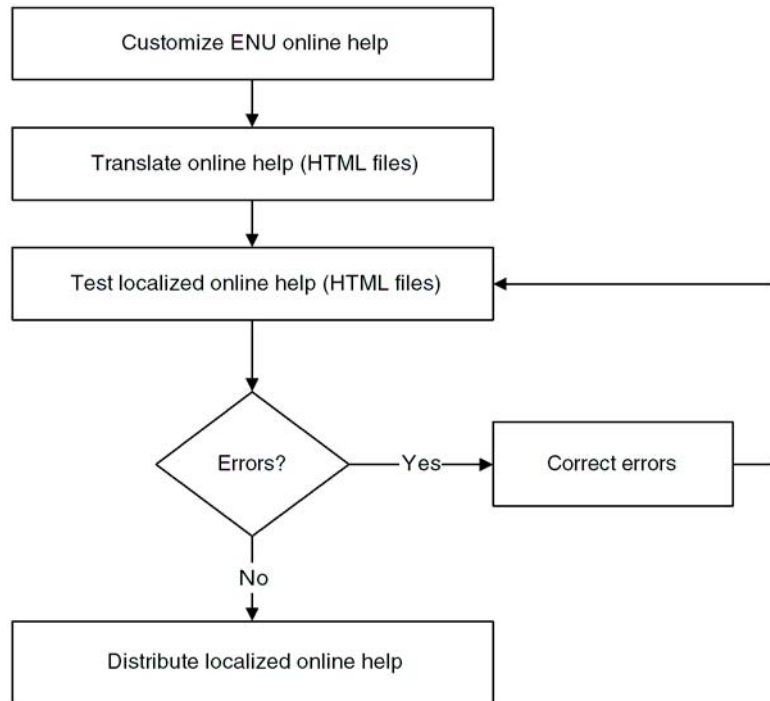 Customize ENU online help
Translate online help (HTML files)
Test localized online help (HTML files)
Errors?
Yes
Correct errors
No
Distribute localized online help